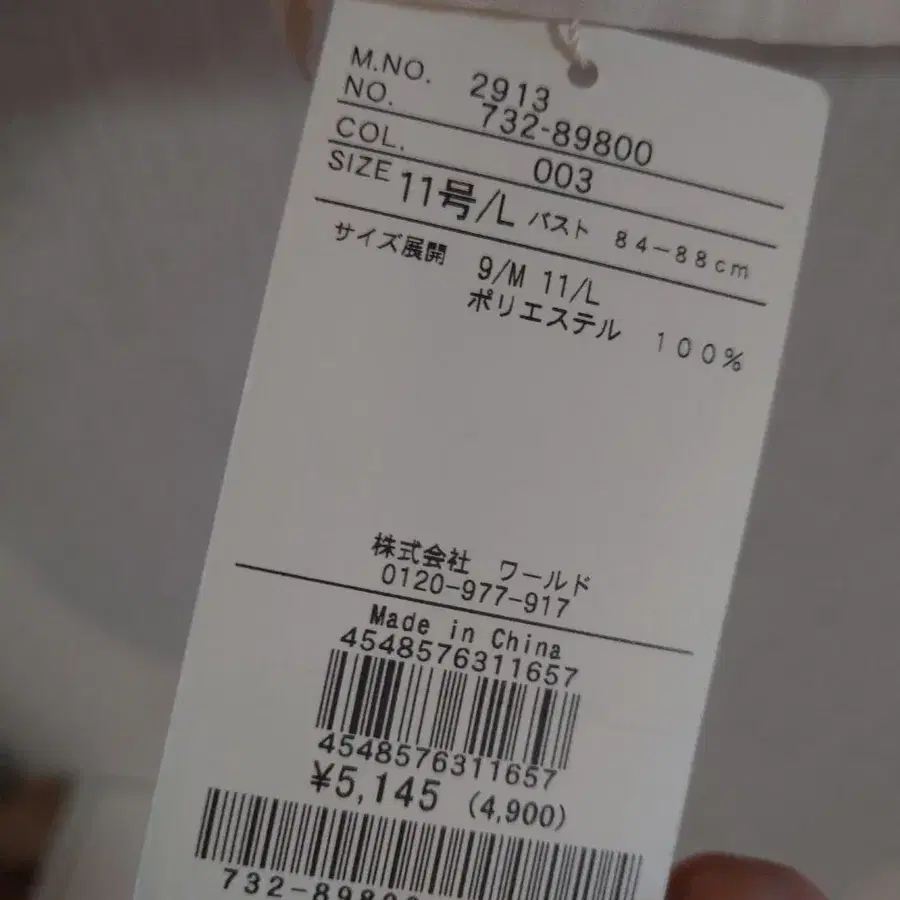 M.NO. 2913
NO. 732-89800
COL. 003
SIZE 11号/L バスト 84-88cm
サイズ展開 9/M 11/L
ポリエステル 100%
株式会社 ワールド
0120-977-917
Made in China
4548576311657
4548576311657
¥5,145 (4,900)
732-89800